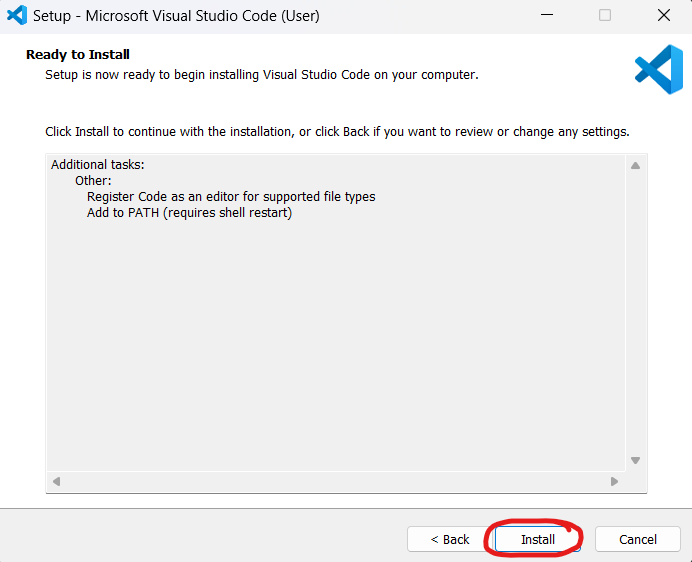 Setup - Microsoft Visual Studio Code (User)
Ready to Install
Setup is now ready to begin installing Visual Studio Code on your computer.
Click Install to continue with the installation, or click Back if you want to review or change any settings.
Additional tasks:
Other:
Register Code as an editor for supported file types
Add to PATH (requires shell restart)
< Back
Install
Cancel